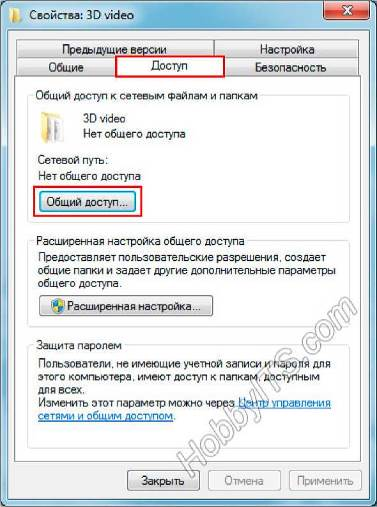 Свойства: 3D video
Предыдущие версии
Настройка
Общие
Доступ
Безопасность
Общий доступ к сетевым файлам и папкам
3D video
Нет общего доступа
Сетевой путь:
Нет общего доступа
Общий доступ...
Расширенная настройка общего доступа
Предоставляет пользовательские разрешения, создает
общие папки и задает другие дополнительные параметры
общего доступа.
Расширенная настройка...
Защита паролем
Пользователи, не имеющие учетной записи и пароля для
этого компьютера, имеют доступ к папкам, доступным
для всех.
Изменить этот параметр можно через Центр управления
сетями и общим доступом.
Закрыть
Отмена
Применить
HobbyITS.com